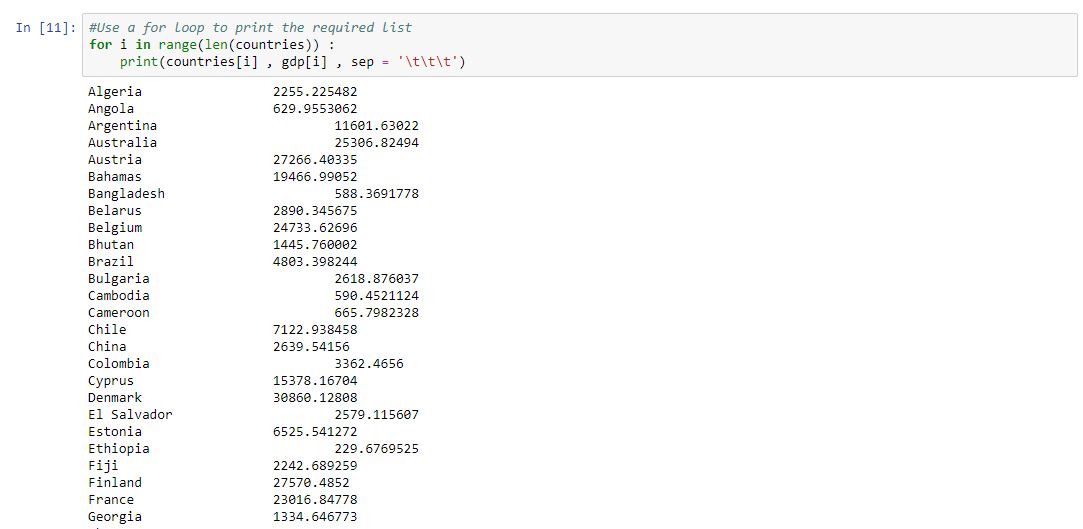 In [11]: #Use a for loop to print the required list
for i in range(len(countries)) :
    print(countries[i] , gdp[i] , sep = '\t\t\t')
Algeria			2255.225482
Angola			629.9553062
Argentina			11601.63022
Australia			25306.82494
Austria			27266.40335
Bahamas			19466.99052
Bangladesh			588.3691778
Belarus			2890.345675
Belgium			24733.62696
Bhutan			1445.760002
Brazil			4803.398244
Bulgaria			2618.876037
Cambodia			590.4521124
Cameroon			665.7982328
Chile			7122.938458
China			2639.54156
Colombia			3362.4656
Cyprus			15378.16704
Denmark			30860.12808
El Salvador			2579.115607
Estonia			6525.541272
Ethiopia			229.6769525
Fiji			2242.689259
Finland			27570.4852
France			23016.84778
Georgia			1334.646773